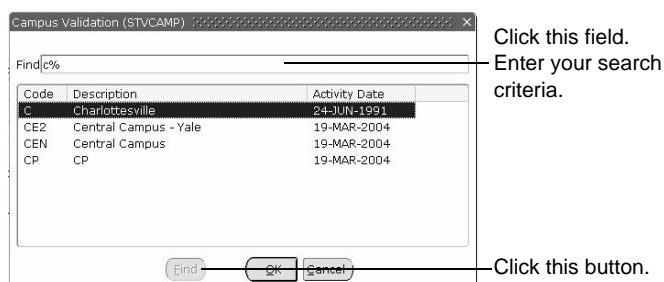 Campus Validation (STVCAMP)
Click this field.
Enter your search
criteria.
Find c%
Code Description Activity Date
C Charlottesville 24-JUN-1991
CE2 Central Campus - Yale 19-MAR-2004
CEN Central Campus 19-MAR-2004
CP CP 19-MAR-2004
Find OK Cancel
Click this button.